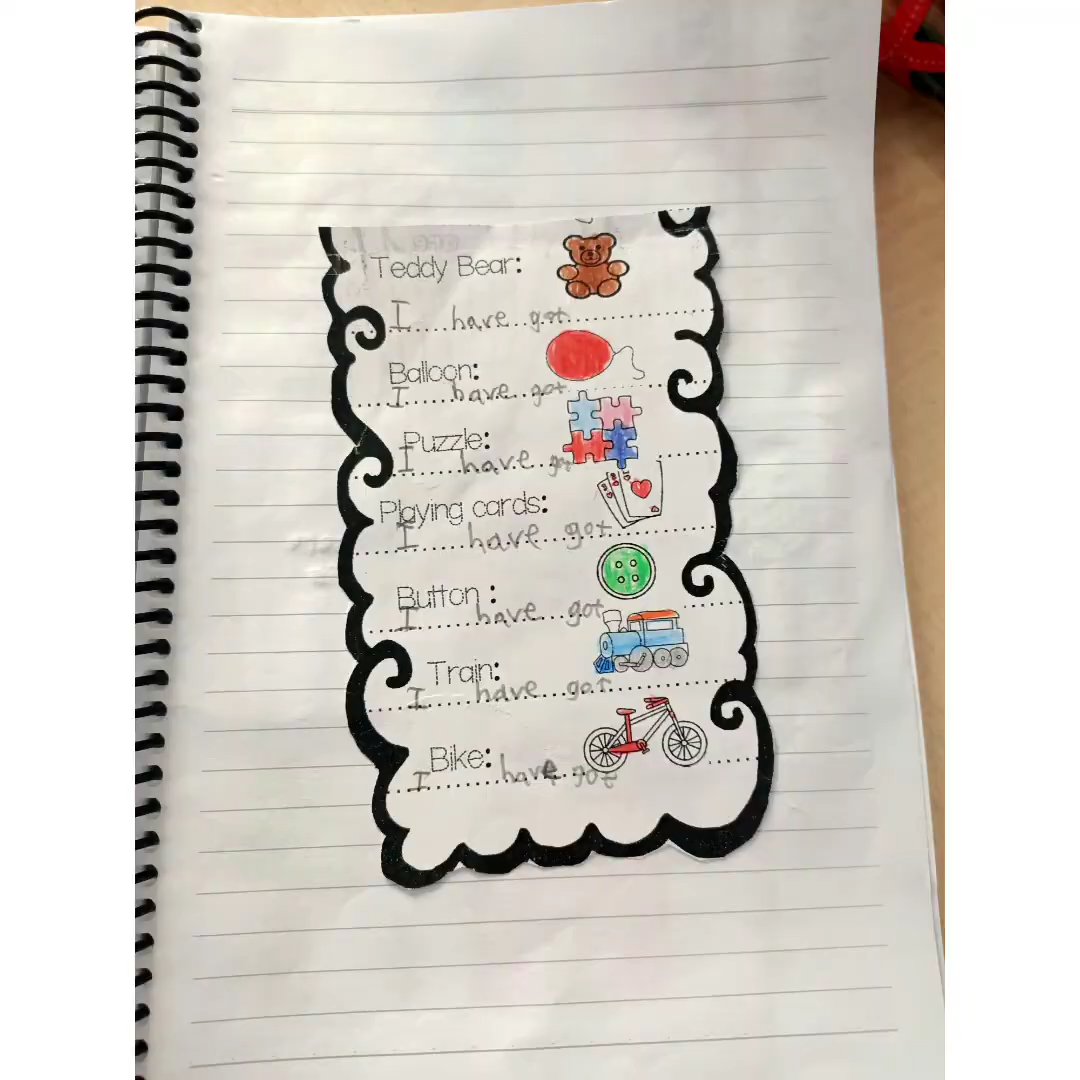 Teddy Bear:
I have got
Balloon:
I have got
Puzzle:
I have got
Playing cards:
I have got
Button :
I have got
Train:
I have got
Bike:
I have got